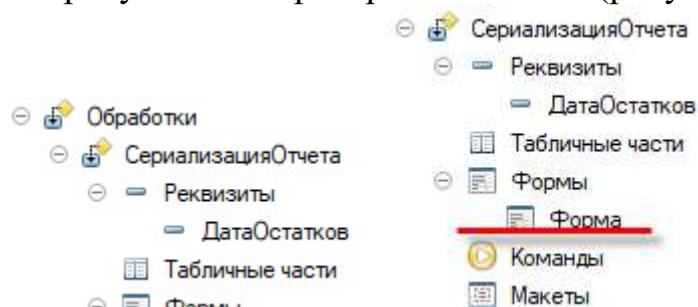 СериализацияОтчета
Реквизиты
ДатаОстатков
Табличные части
Формы
Форма
Команды
Макеты
Обработки
СериализацияОтчета
Реквизиты
ДатаОстатков
Табличные части